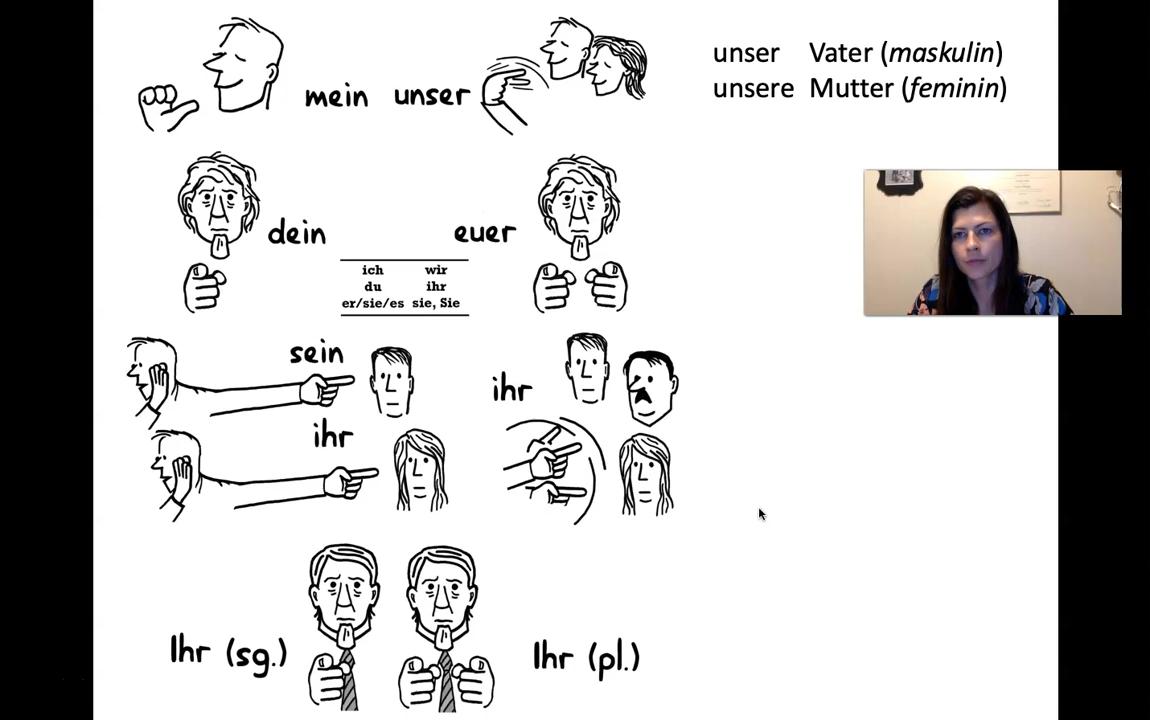 mein unser
unser Vater (maskulin)
unsere Mutter (feminin)
dein
euer
ich wir
du ihr
er/sie/es sie, Sie
sein
ihr
ihr
Ihr (sg.)
Ihr (pl.)